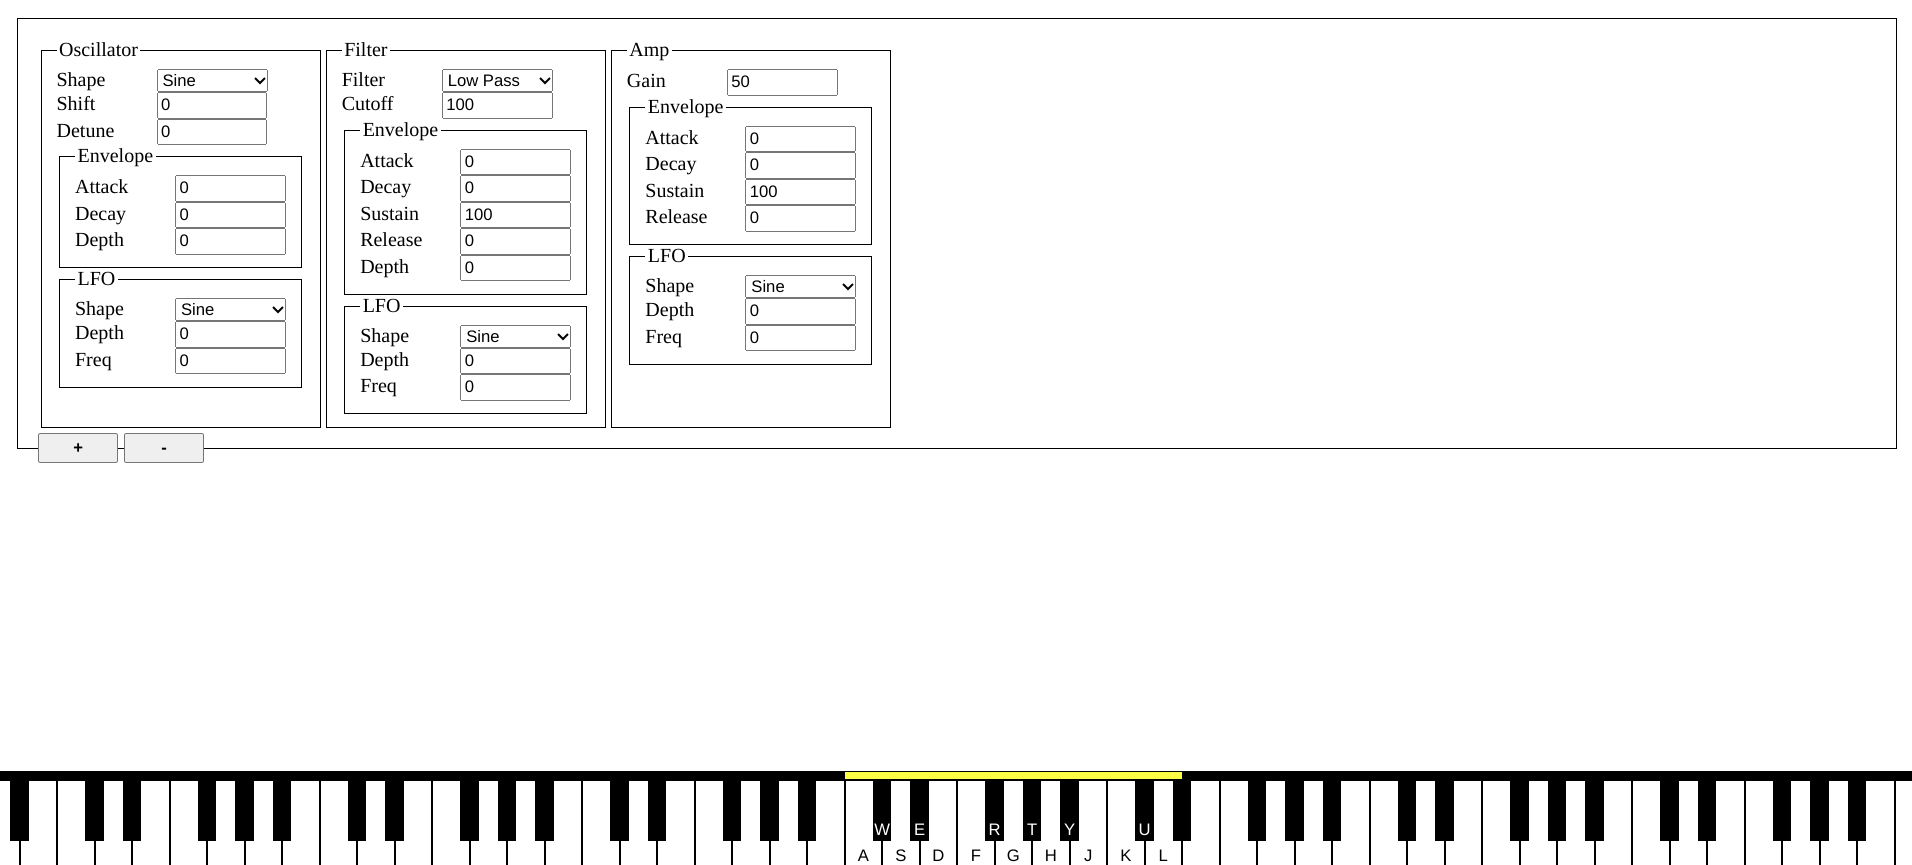 Oscillator
Shape Sine
Shift 0
Detune 0
Envelope
Attack 0
Decay 0
Depth 0
LFO
Shape Sine
Depth 0
Freq 0
Filter
Filter Low Pass
Cutoff 100
Envelope
Attack 0
Decay 0
Sustain 100
Release 0
Depth 0
LFO
Shape Sine
Depth 0
Freq 0
Amp
Gain 50
Envelope
Attack 0
Decay 0
Sustain 100
Release 0
LFO
Shape Sine
Depth 0
Freq 0
+ -
W E R T Y U
A S D F G H J K L